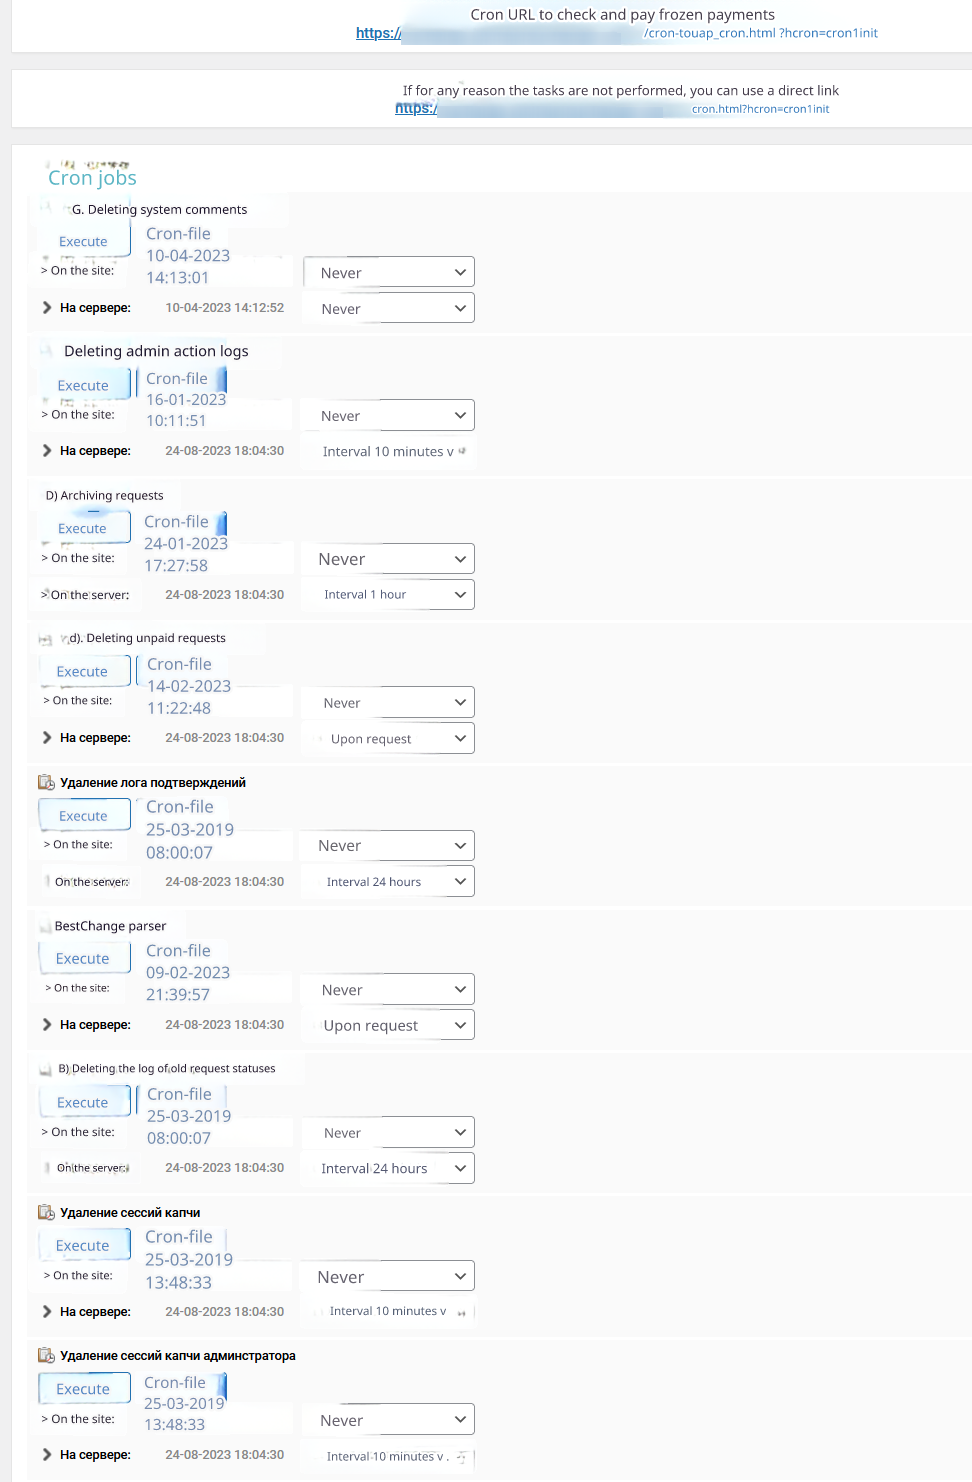 Cron URL to check and pay frozen payments
https:// /cron-touap_cron.html ?hcron=cron1init
If for any reason the tasks are not performed, you can use a direct link
https:/ cron.html?hcron=cron1init
Cron jobs
G. Deleting system comments
Execute
Cron-file
10-04-2023
14:13:01
> On the site:
Never
На сервере:
10-04-2023 14:12:52
Never
Deleting admin action logs
Execute
Cron-file
16-01-2023
10:11:51
> On the site:
Never
На сервере:
24-08-2023 18:04:30
Interval 10 minutes v
D) Archiving requests
Execute
Cron-file
24-01-2023
17:27:58
> On the site:
Never
>On the server:
24-08-2023 18:04:30
Interval 1 hour
d). Deleting unpaid requests
Execute
Cron-file
14-02-2023
11:22:48
> On the site:
Never
На сервере:
24-08-2023 18:04:30
Upon request
Удаление лога подтверждений
Execute
Cron-file
25-03-2019
08:00:07
> On the site:
Never
On the server:
24-08-2023 18:04:30
Interval 24 hours
BestChange parser
Execute
Cron-file
09-02-2023
21:39:57
> On the site:
Never
На сервере:
24-08-2023 18:04:30
Upon request
B) Deleting the log of old request statuses
Execute
Cron-file
25-03-2019
08:00:07
> On the site:
Never
On the server:
24-08-2023 18:04:30
Interval 24 hours
Удаление сессий капчи
Execute
Cron-file
25-03-2019
13:48:33
> On the site:
Never
На сервере:
24-08-2023 18:04:30
Interval 10 minutes v
Удаление сессий капчи админстратора
Execute
Cron-file
25-03-2019
13:48:33
> On the site:
Never
На сервере:
24-08-2023 18:04:30
Interval 10 minutes v .